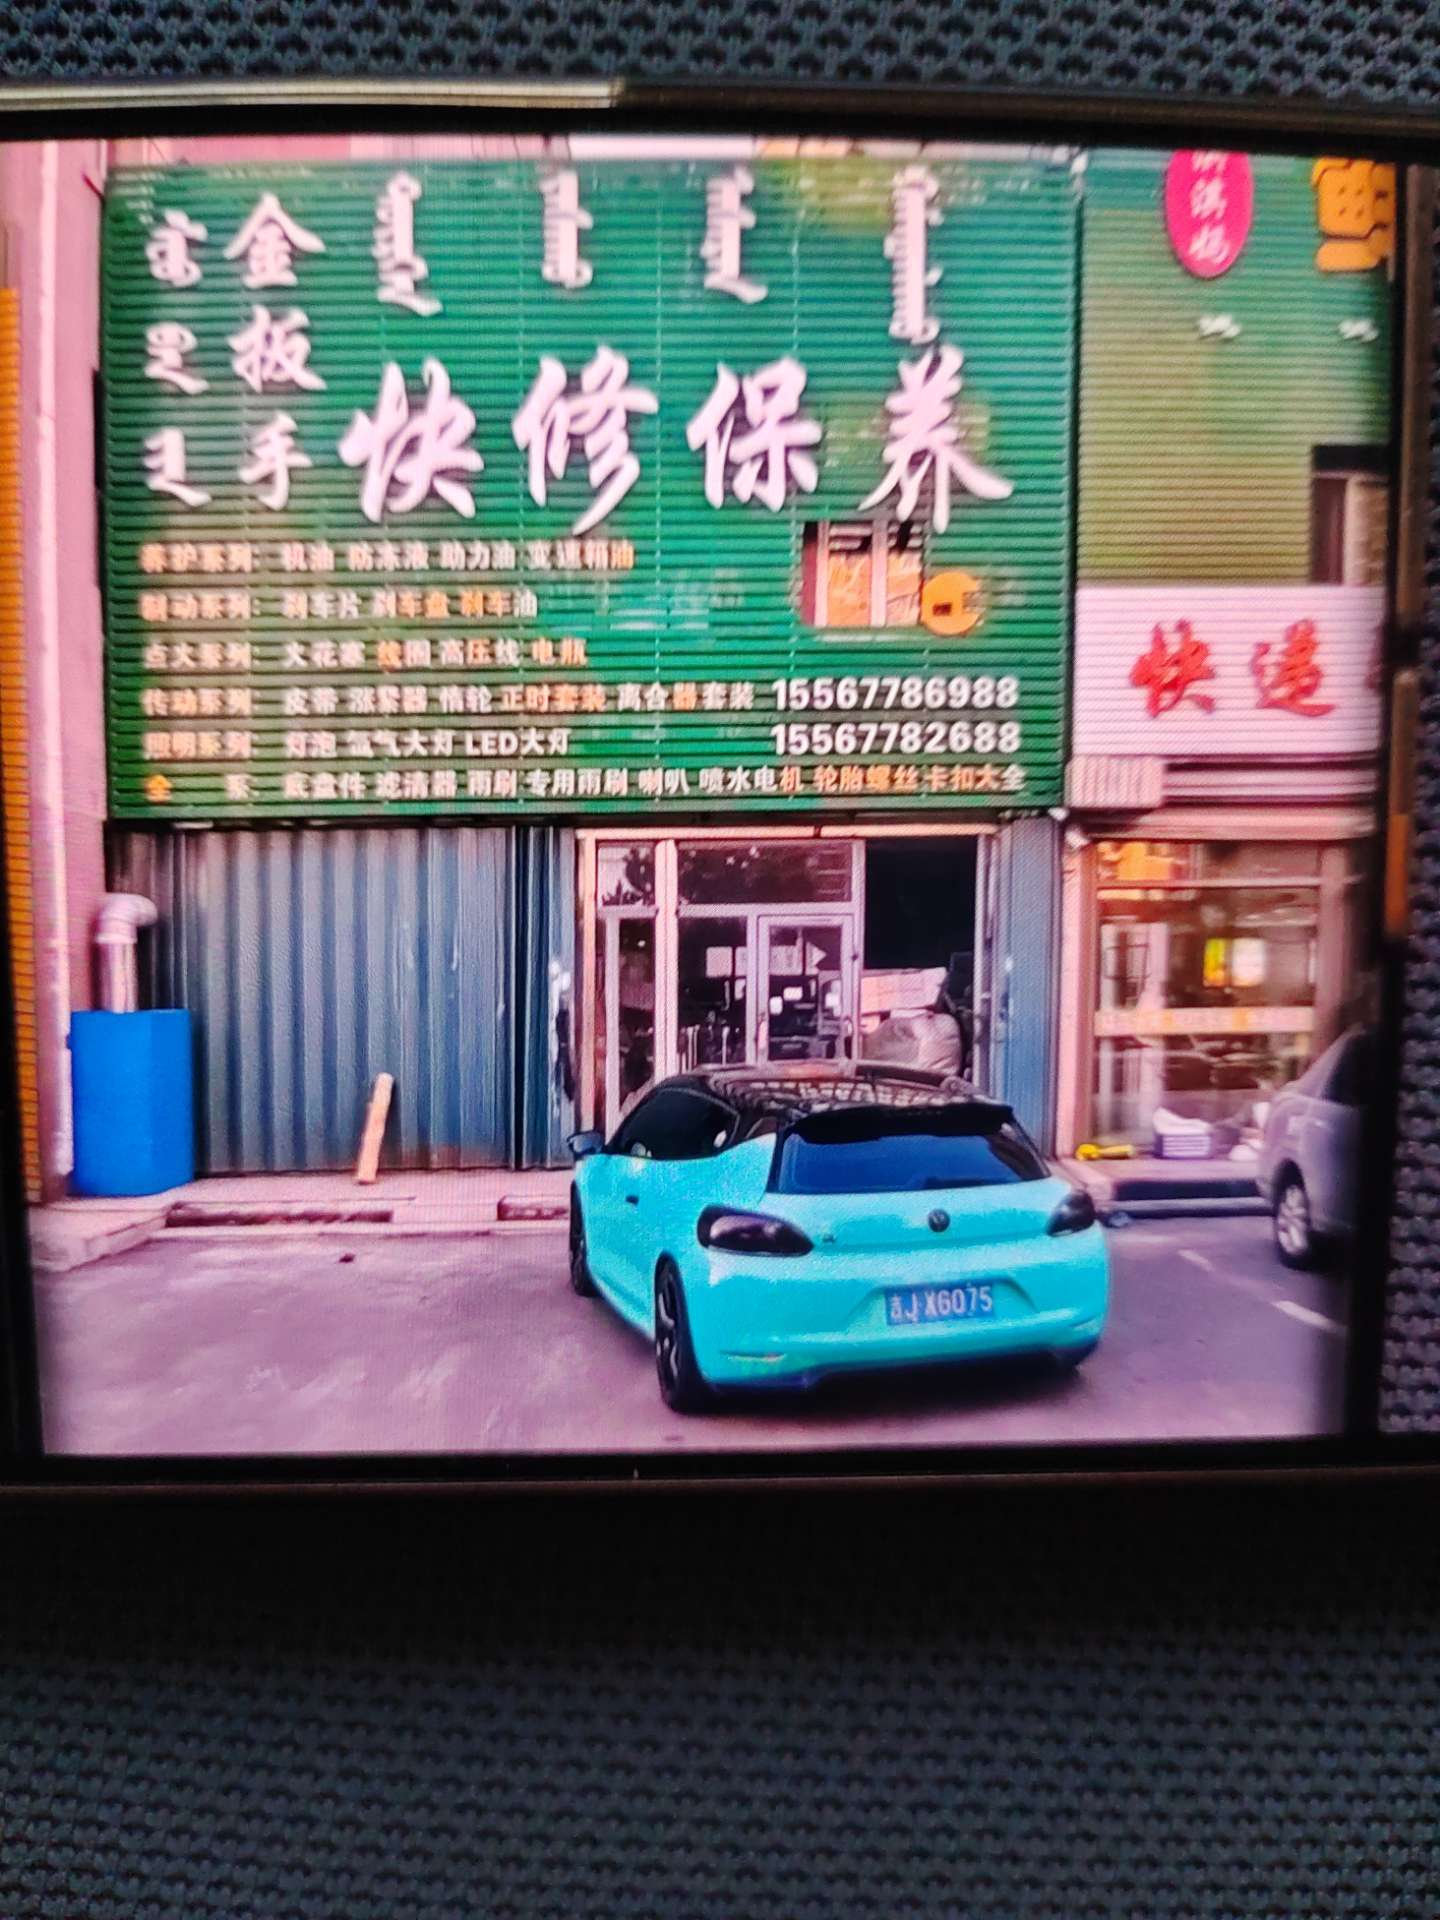 金板手
快修保养
养护系列: 机油 防冻液 助力油 变速箱油
制动系列: 刹车片 刹车盘 刹车油
点火系列: 火花塞 线圈 高压线 电瓶
传动系列: 皮带 涨紧器 惰轮 正时套装 离合器套装 15567786988
照明系列: 灯泡 氙气大灯 LED大灯 15567782688
全 系: 底盘件 滤清器 雨刷 专用雨刷 喇叭 喷水电机 轮胎螺丝 卡扣大全
快递
吉J X6075